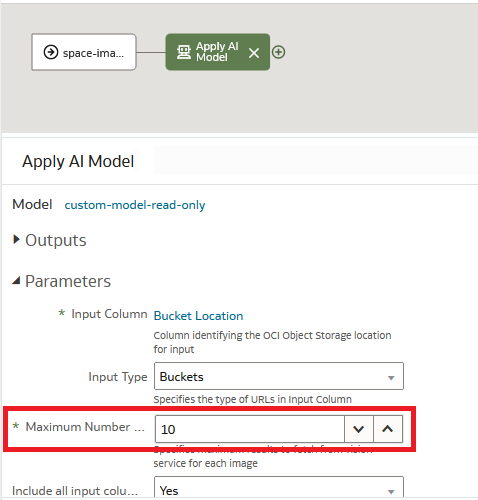 space-ima...
Apply AI
Model
Apply AI Model
Model custom-model-read-only
Outputs
Parameters
* Input Column Bucket Location
Column identifying the OCI Object Storage location
for input
Input Type Buckets
Specifies the type of URLs in Input Column
* Maximum Number ... 10
Specifies maximum results to fetch from vision
service for each image
Include all input colu... Yes